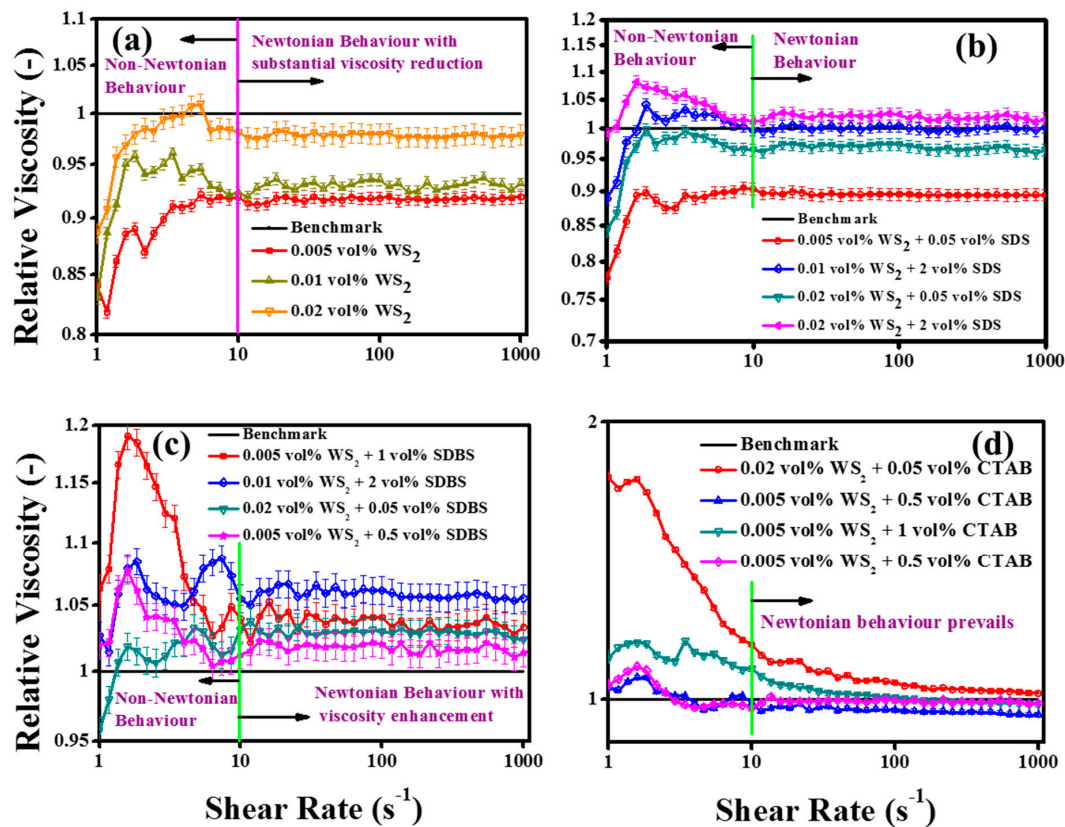 (a)
Newtonian Behaviour with
substantial viscosity reduction
Non-Newtonian
Behaviour
Benchmark
0.005 vol% WS2
0.01 vol% WS2
0.02 vol% WS2
1.1
1.05
1
0.95
0.9
0.85
0.8
1 10 100 1000
Relative Viscosity (-)
(b)
Non-Newtonian
Behaviour
Newtonian
Behaviour
Benchmark
0.005 vol% WS2 + 0.05 vol% SDS
0.01 vol% WS2 + 2 vol% SDS
0.02 vol% WS2 + 0.05 vol% SDS
0.02 vol% WS2 + 2 vol% SDS
1.2
1.15
1.1
1.05
1
0.95
0.9
0.85
0.8
0.75
0.7
1 10 100 1000
(c)
Benchmark
0.005 vol% WS2 + 1 vol% SDBS
0.01 vol% WS2 + 2 vol% SDBS
0.02 vol% WS2 + 0.05 vol% SDBS
0.005 vol% WS2 + 0.5 vol% SDBS
Non-Newtonian
Behaviour
Newtonian Behaviour with
viscosity enhancement
1.2
1.15
1.1
1.05
1
0.95
1 10 100 1000
Relative Viscosity (-)
Shear Rate (s-1)
(d)
Benchmark
0.02 vol% WS2 + 0.05 vol% CTAB
0.005 vol% WS2 + 0.5 vol% CTAB
0.005 vol% WS2 + 1 vol% CTAB
0.005 vol% WS2 + 0.5 vol% CTAB
Newtonian behaviour prevails
2
1
1 10 100 1000
Shear Rate (s-1)